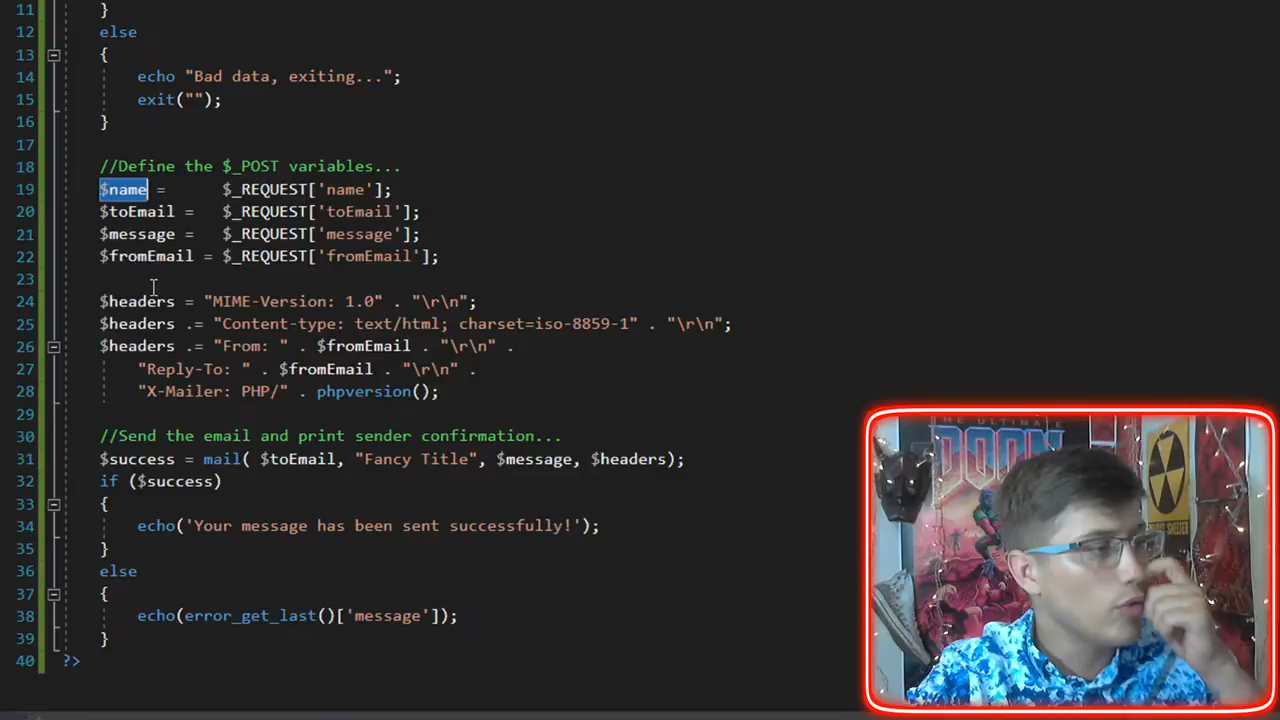 11 }
12 else
13 {
14 echo "Bad data, exiting...";
15 exit("");
16 }
17
18 //Define the $_POST variables...
19 $name = $_REQUEST['name'];
20 $toEmail = $_REQUEST['toEmail'];
21 $message = $_REQUEST['message'];
22 $fromEmail = $_REQUEST['fromEmail'];
23
24 $headers = "MIME-Version: 1.0" . "\r\n";
25 $headers .= "Content-type: text/html; charset=iso-8859-1" . "\r\n";
26 $headers .= "From: " . $fromEmail . "\r\n" .
27 "Reply-To: " . $fromEmail . "\r\n" .
28 "X-Mailer: PHP/" . phpversion();
29
30 //Send the email and print sender confirmation...
31 $success = mail( $toEmail, "Fancy Title", $message, $headers);
32 if ($success)
33 {
34 echo('Your message has been sent successfully!');
35 }
36 else
37 {
38 echo(error_get_last()['message']);
39 }
40 ?>
THE ULTIMATE
DOOM
FALLOUT SHELTER